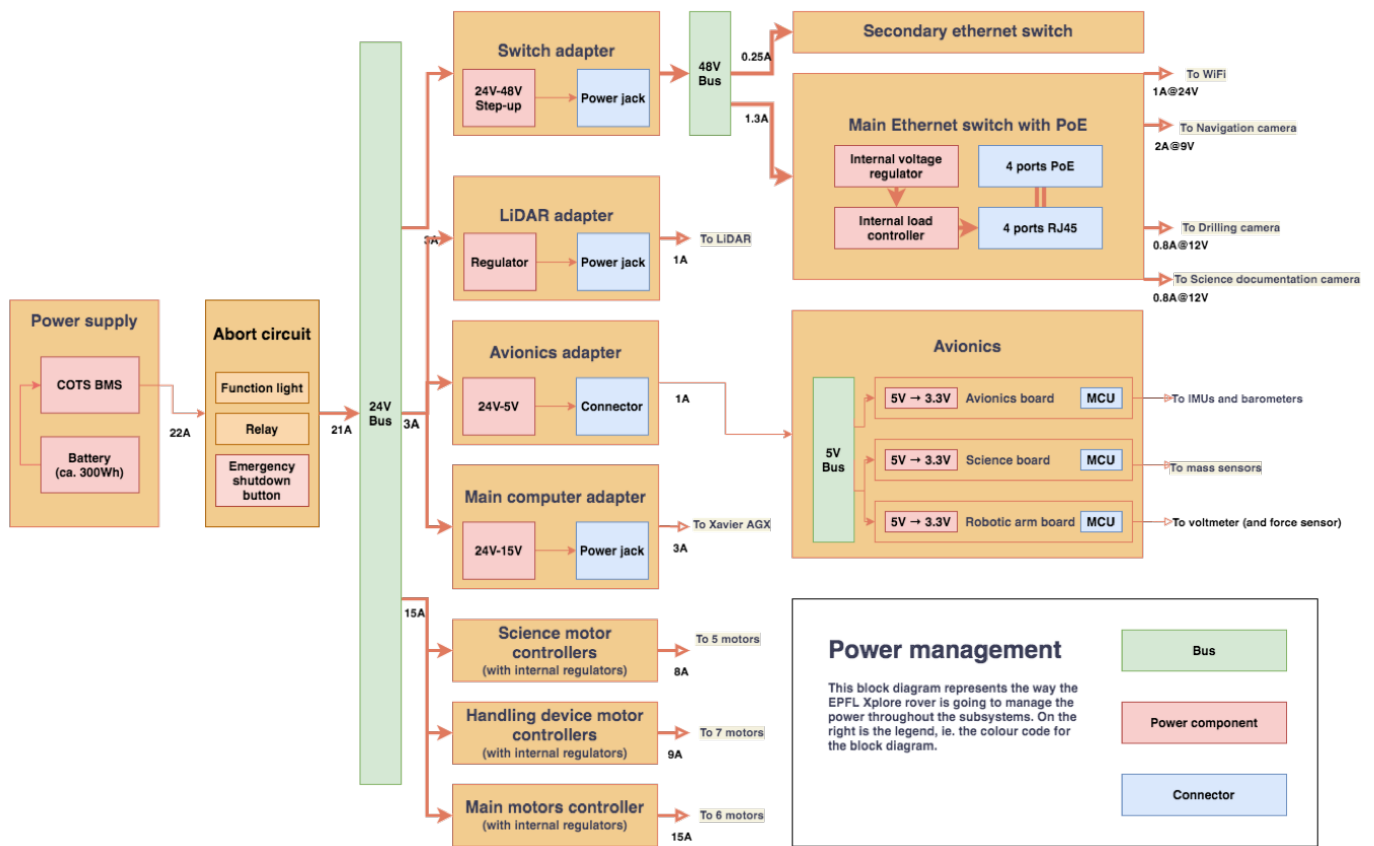 Power supply
COTS BMS
Battery
(ca. 300Wh)
22A
Abort circuit
Function light
Relay
Emergency
shutdown
button
21A
24V
Bus
3A
3A
15A
Switch adapter
24V-48V
Step-up
Power jack
48V
Bus
0.25A
1.3A
LiDAR adapter
Regulator
Power jack
To LiDAR
1A
Avionics adapter
24V-5V
Connector
1A
Main computer adapter
24V-15V
Power jack
To Xavier AGX
3A
Science motor
controllers
(with internal regulators)
To 5 motors
8A
Handling device motor
controllers
(with internal regulators)
To 7 motors
9A
Main motors controller
(with internal regulators)
To 6 motors
15A
Secondary ethernet switch
Main Ethernet switch with PoE
Internal voltage
regulator
4 ports PoE
Internal load
controller
4 ports RJ45
To WiFi
1A@24V
To Navigation camera
2A@9V
To Drilling camera
0.8A@12V
To Science documentation camera
0.8A@12V
Avionics
5V
Bus
5V → 3.3V Avionics board MCU
To IMUs and barometers
5V → 3.3V Science board MCU
To mass sensors
5V → 3.3V Robotic arm board MCU
To voltmeter (and force sensor)
Power management
This block diagram represents the way the
EPFL Xplore rover is going to manage the
power throughout the subsystems. On the
right is the legend, ie. the colour code for
the block diagram.
Bus
Power component
Connector